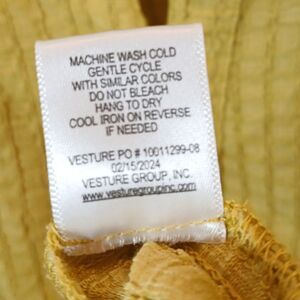 MACHINE WASH COLD
GENTLE CYCLE
WITH SIMILAR COLORS
DO NOT BLEACH
HANG TO DRY
COOL IRON ON REVERSE
IF NEEDED
VESTURE PO # 10011299-08
02/15/2024
VESTURE GROUP, INC.
www.vesturegroupinc.com